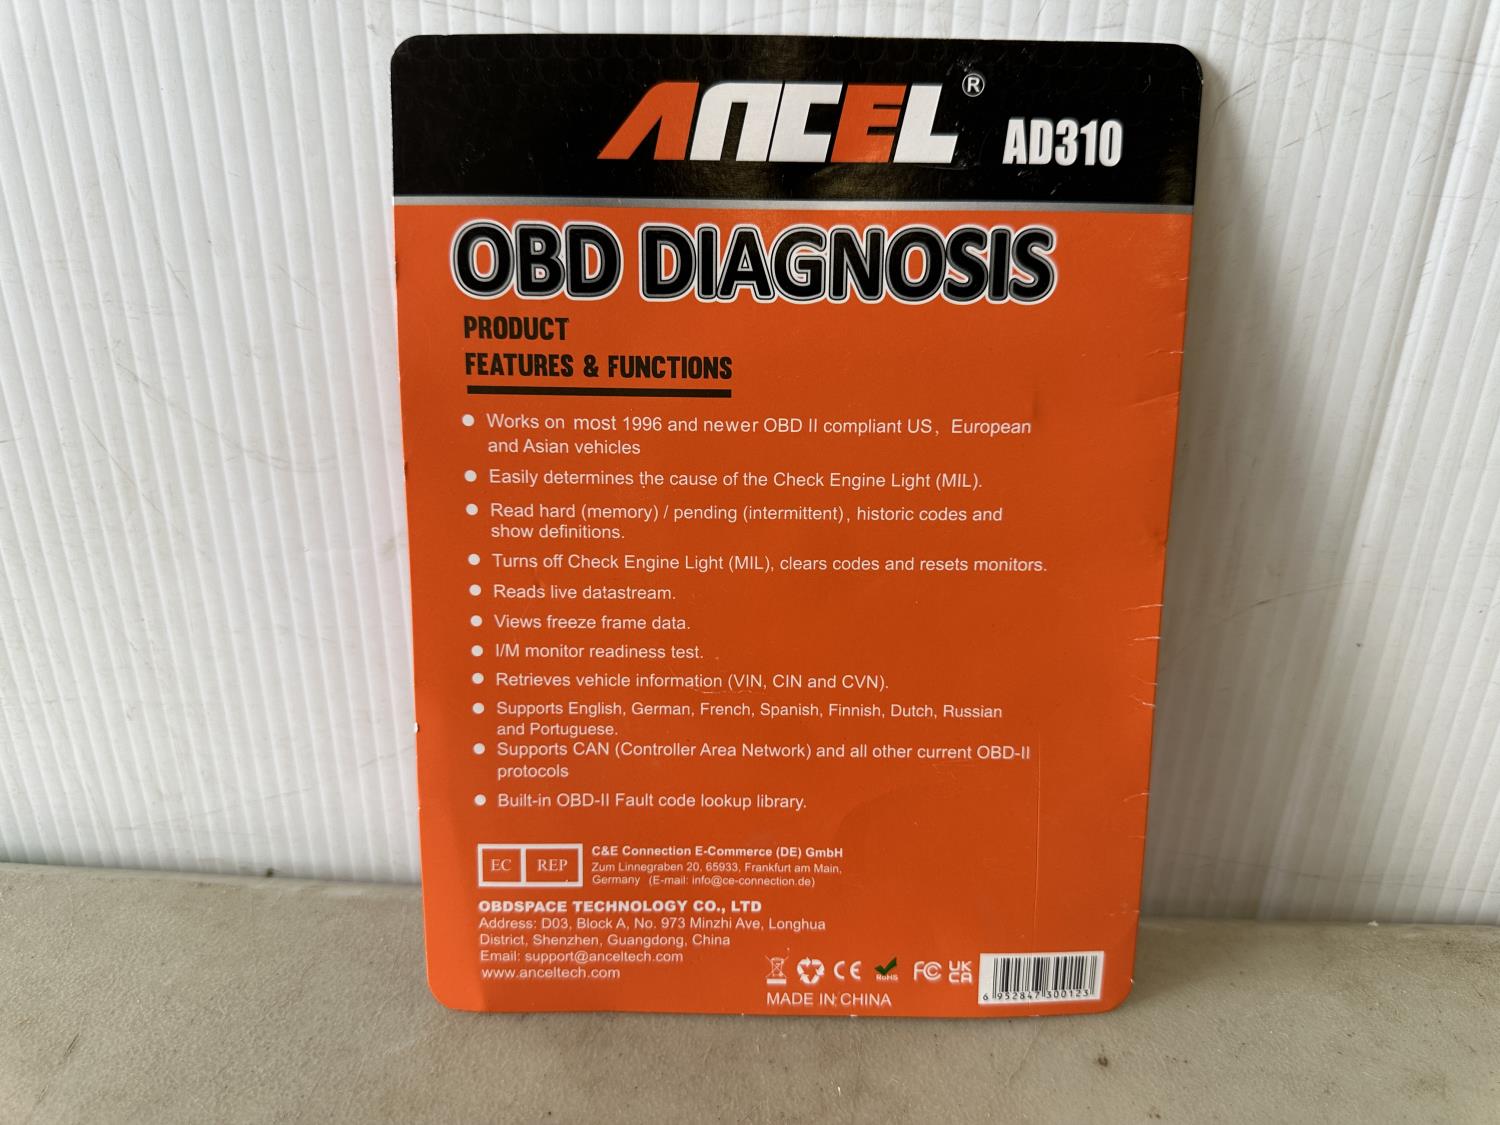 ANCEL® AD310
OBD DIAGNOSIS
PRODUCT
FEATURES & FUNCTIONS
● Works on most 1996 and newer OBD II compliant US, European
and Asian vehicles
● Easily determines the cause of the Check Engine Light (MIL).
● Read hard (memory) / pending (intermittent), historic codes and
show definitions.
● Turns off Check Engine Light (MIL), clears codes and resets monitors.
● Reads live datastream.
● Views freeze frame data.
● I/M monitor readiness test.
● Retrieves vehicle information (VIN, CIN and CVN).
● Supports English, German, French, Spanish, Finnish, Dutch, Russian
and Portuguese.
● Supports CAN (Controller Area Network) and all other current OBD-II
protocols
● Built-in OBD-II Fault code lookup library.
EC REP
C&E Connection E-Commerce (DE) GmbH
Zum Linnegraben 20, 65933, Frankfurt am Main,
Germany (E-mail: info@ce-connection.de)
OBDSPACE TECHNOLOGY CO., LTD
Address: D03, Block A, No. 973 Minzhi Ave, Longhua
District, Shenzhen, Guangdong, China
Email: support@anceltech.com
www.anceltech.com
CE RoHS FC UK CA
MADE IN CHINA
6 952847 300123